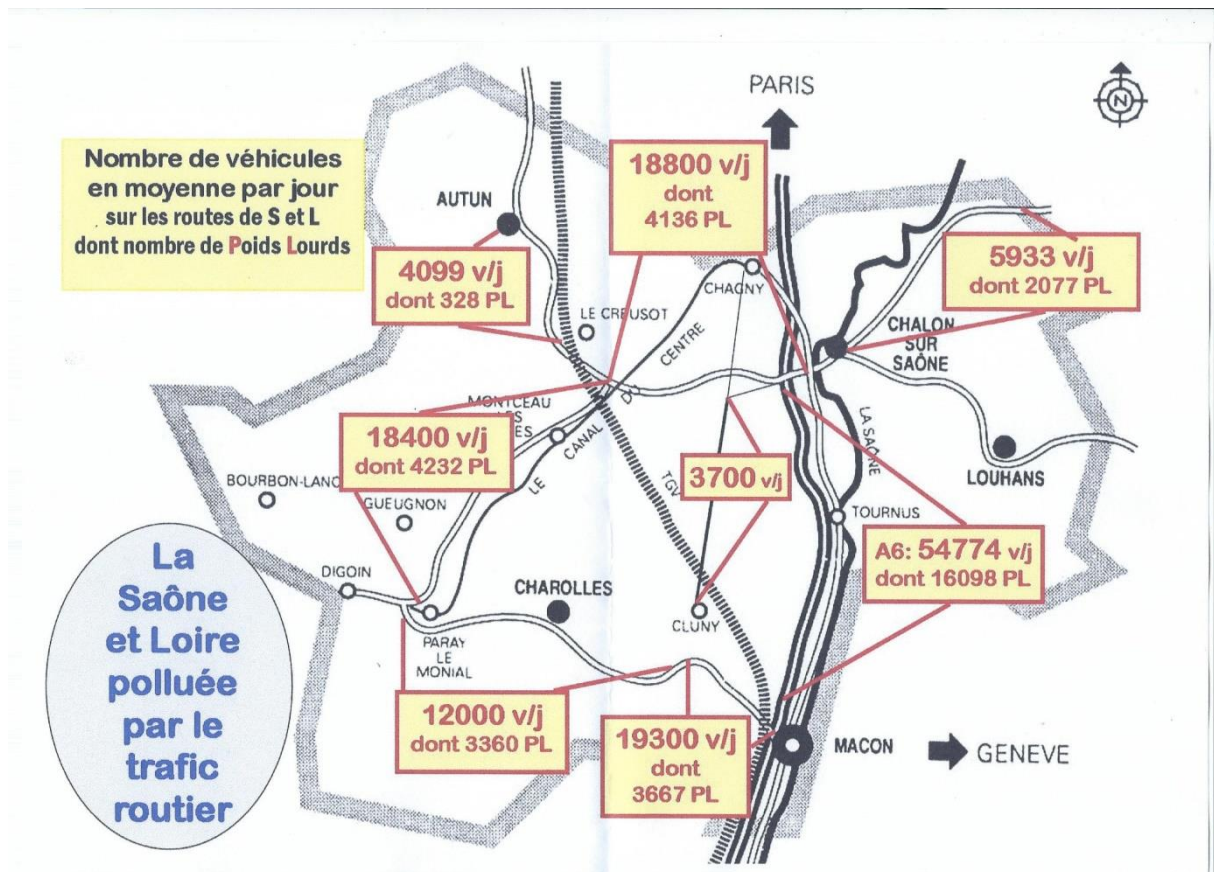 PARIS
N
Nombre de véhicules
en moyenne par jour
sur les routes de S et L
dont nombre de Poids Lourds
AUTUN
18800 v/j
dont
4136 PL
4099 v/j
dont 328 PL
5933 v/j
dont 2077 PL
CHAGNY
LE CREUSOT
CHALON
SUR
SAÔNE
LE CANAL DU CENTRE
MONTCEAU
18400 v/j
dont 4232 PL
3700 v/j
LA SAÔNE
TGV
LOUHANS
BOURBON-LANC
GUEUGNON
TOURNUS
A6: 54774 v/j
dont 16098 PL
DIGOIN
CHAROLLES
CLUNY
PARAY
LE
MONIAL
La
Saône
et Loire
polluée
par le
trafic
routier
12000 v/j
dont 3360 PL
19300 v/j
dont
3667 PL
MACON
GENEVE